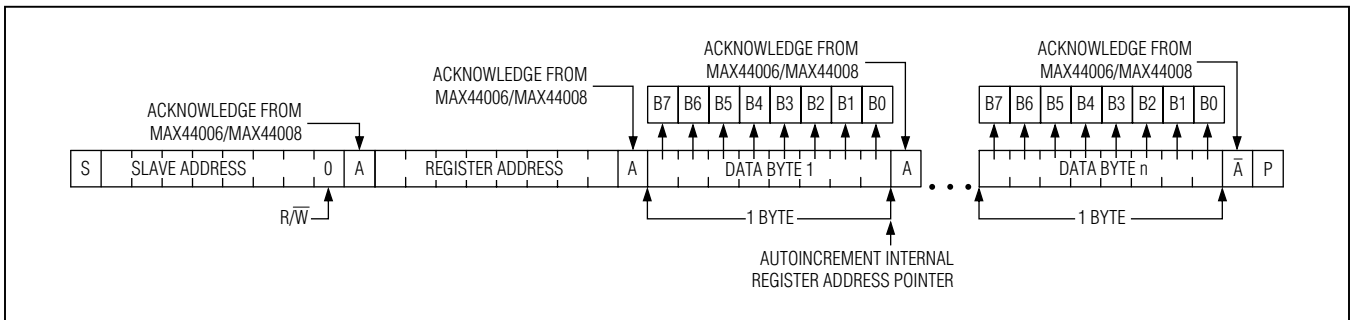 ACKNOWLEDGE FROM
MAX44006/MAX44008
ACKNOWLEDGE FROM
MAX44006/MAX44008
ACKNOWLEDGE FROM
MAX44006/MAX44008
ACKNOWLEDGE FROM
MAX44006/MAX44008
B7 B6 B5 B4 B3 B2 B1 B0
B7 B6 B5 B4 B3 B2 B1 B0
S SLAVE ADDRESS 0 A REGISTER ADDRESS A DATA BYTE 1 A • • • DATA BYTE n A̅ P
R/W̅
1 BYTE
1 BYTE
AUTOINCREMENT INTERNAL
REGISTER ADDRESS POINTER